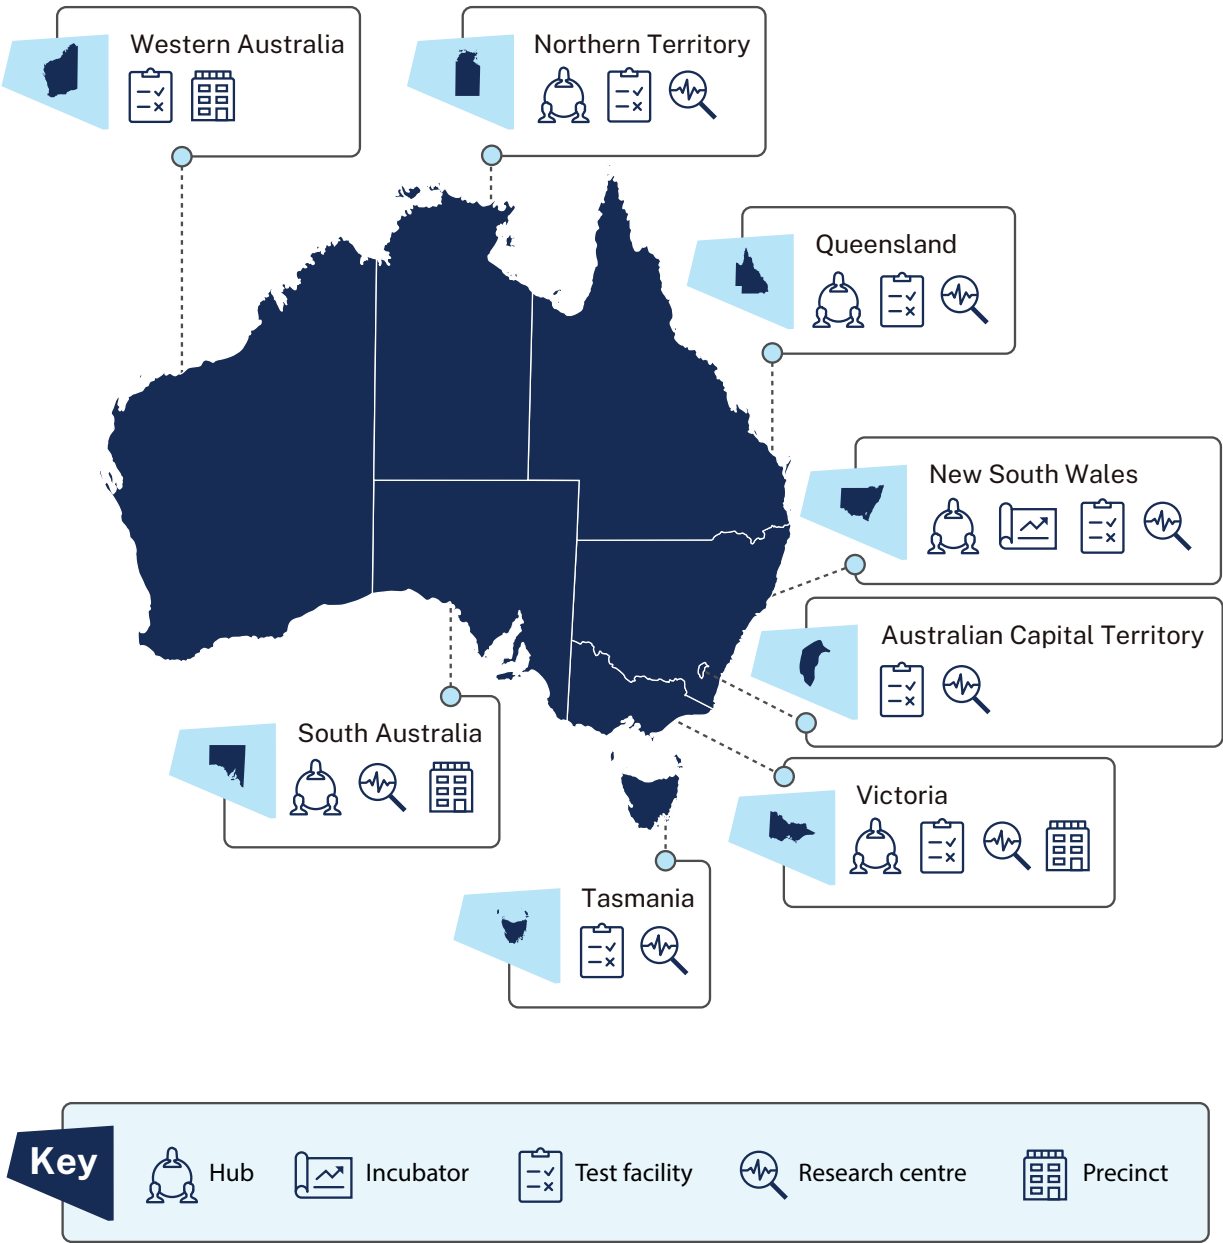 Western Australia
Northern Territory
Queensland
New South Wales
Australian Capital Territory
South Australia
Victoria
Tasmania
Key
Hub
Incubator
Test facility
Research centre
Precinct